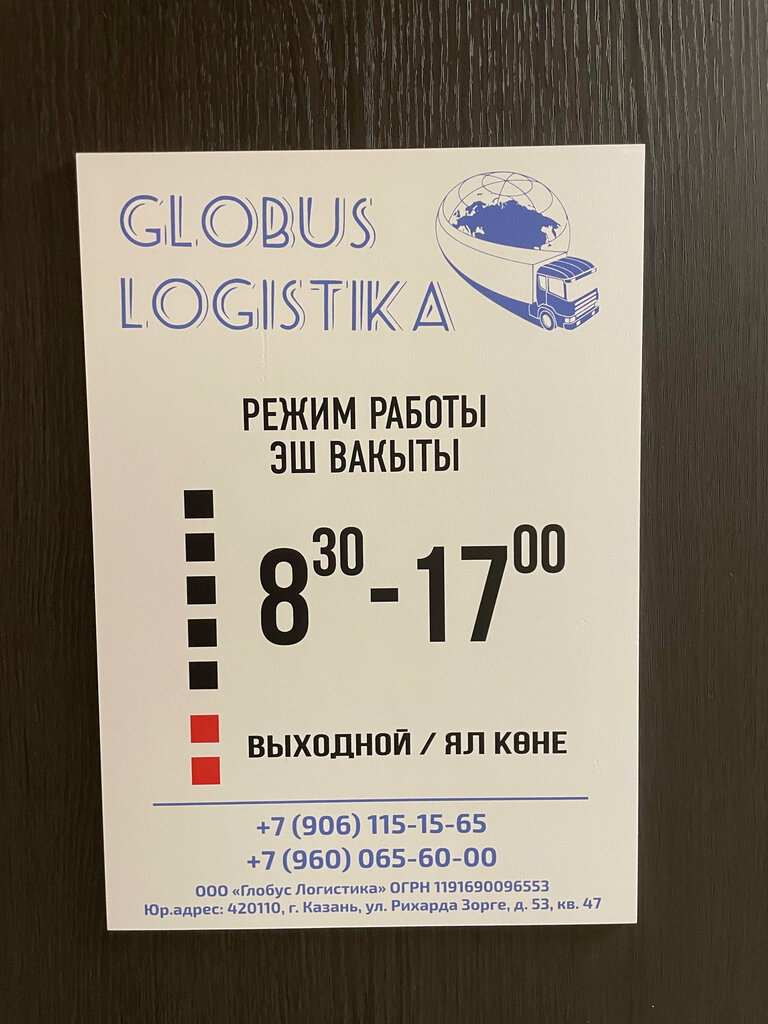 GLOBUS
LOGISTIKA
РЕЖИМ РАБОТЫ
ЭШ ВАКЫТЫ
8³⁰ - 17⁰⁰
ВЫХОДНОЙ / ЯЛ КӨНЕ
+7 (906) 115-15-65
+7 (960) 065-60-00
ООО «Глобус Логистика» ОГРН 1191690096553
Юр.адрес: 420110, г. Казань, ул. Рихарда Зорге, д. 53, кв. 47